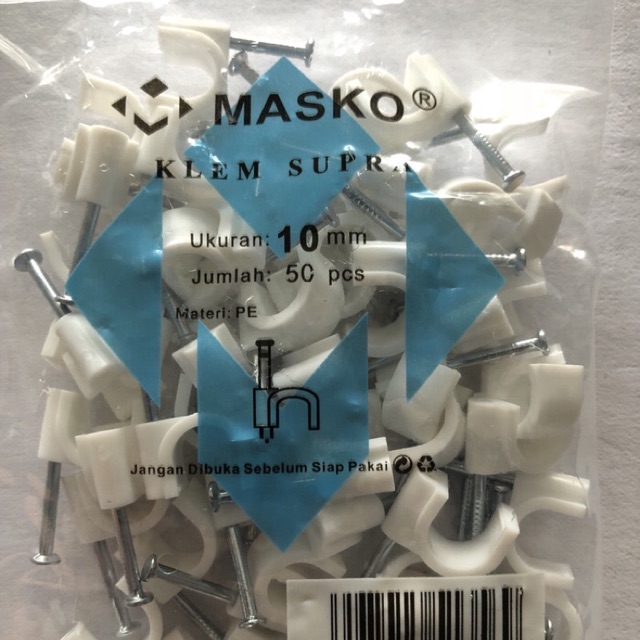 MASKO®
KLEM SUPRA
Ukuran: 10 mm
Jumlah: 50 pcs
Materi: PE
Jangan Dibuka Sebelum Siap Pakai